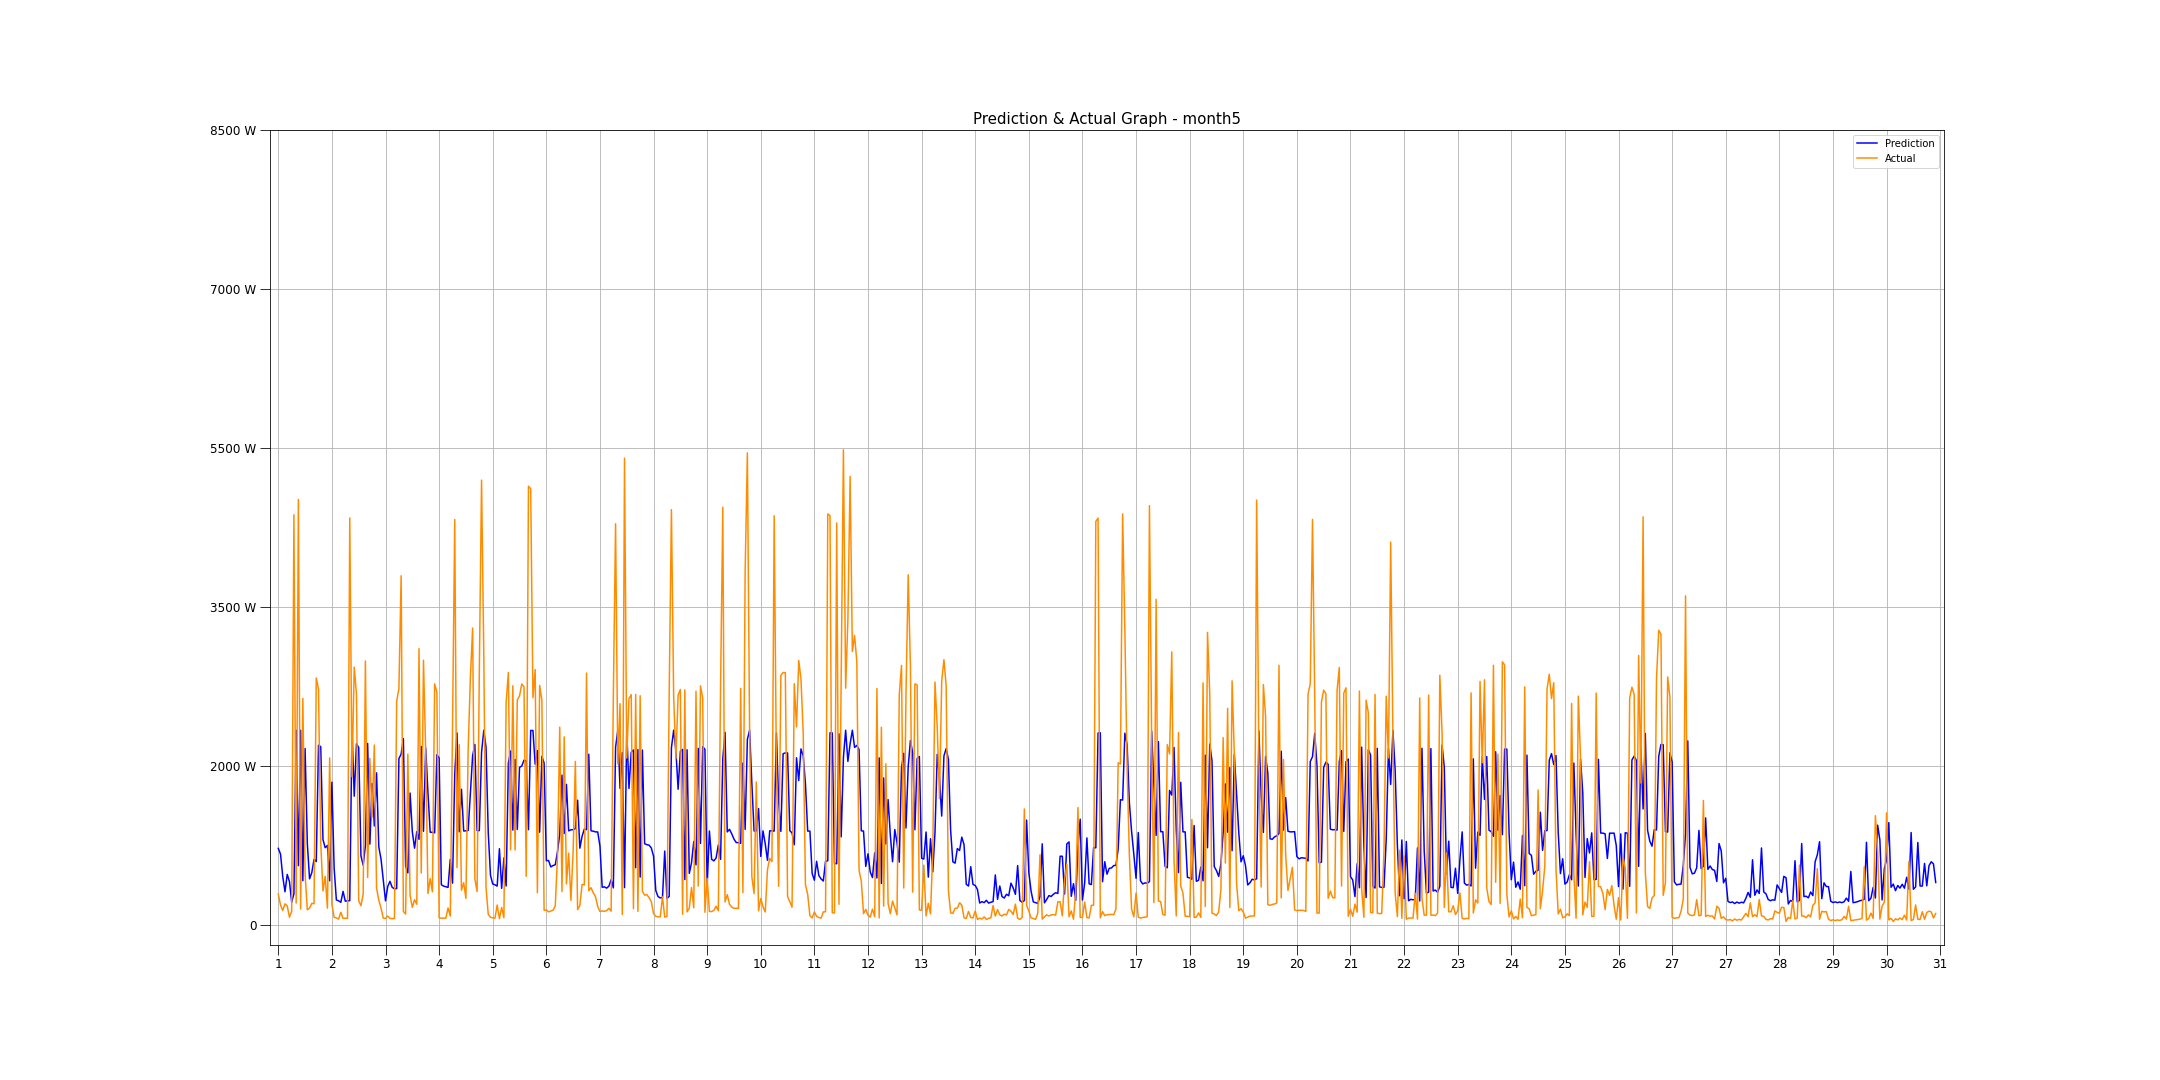 Prediction & Actual Graph - month5
8500 W
Prediction
Actual
7000 W
5500 W
3500 W
2000 W
0
1 2 3 4 5 6 7 8 9 10 11 12 13 14 15 16 17 18 19 20 21 22 23 24 25 26 27 27 28 29 30 31